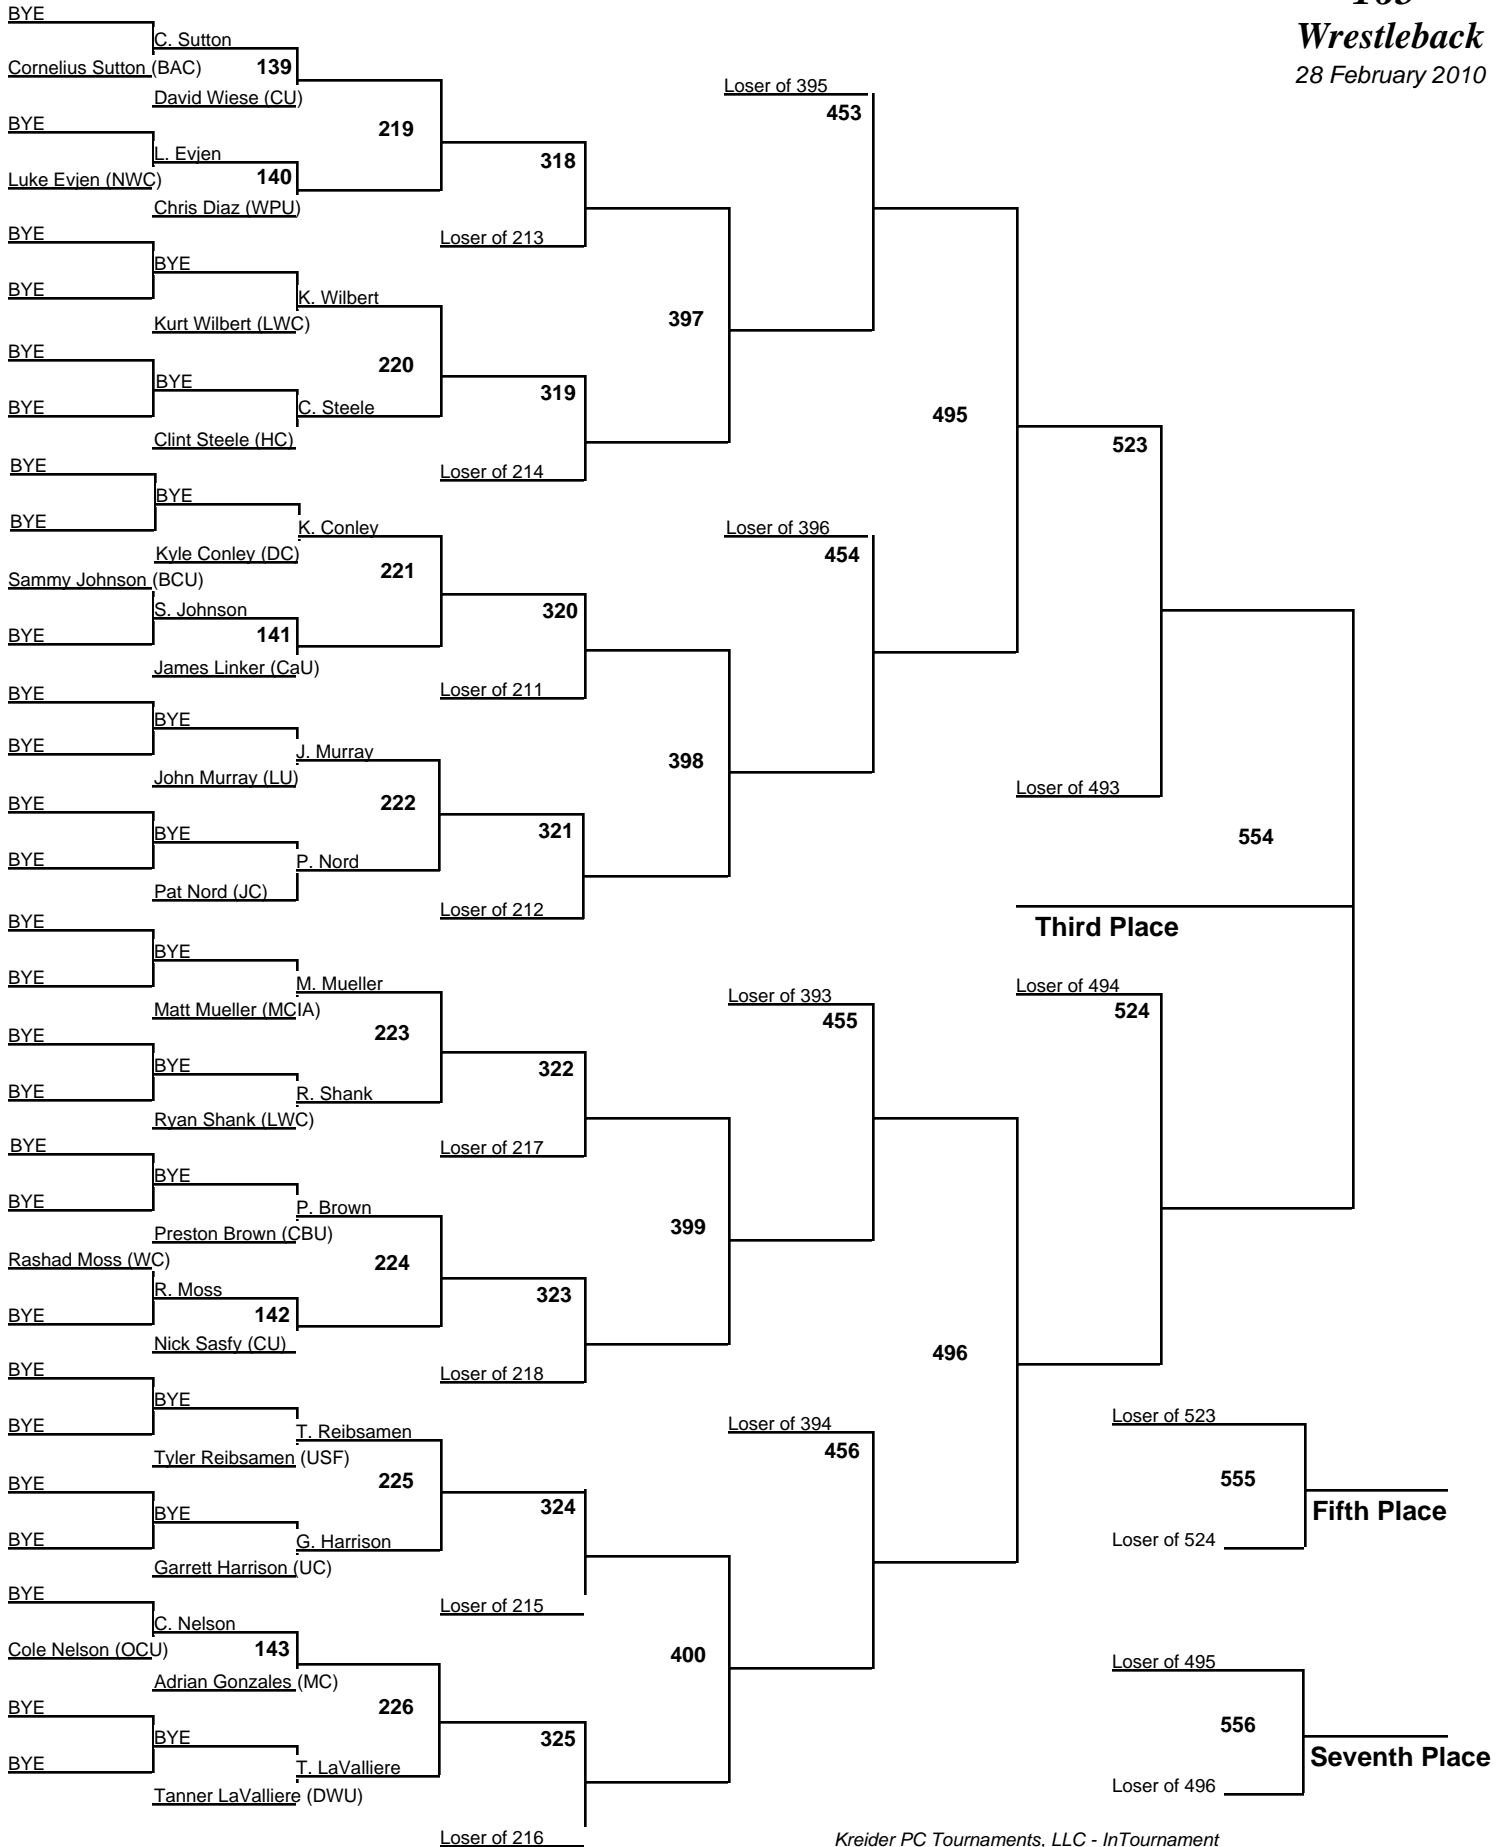 Wrestleback
28 February 2010
BYE
C. Sutton
Cornelius Sutton (BAC)
139
David Wiese (CU)
219
BYE
L. Evjen
Luke Evjen (NWC)
140
Chris Diaz (WPU)
318
Loser of 213
BYE
BYE
BYE
K. Wilbert
Kurt Wilbert (LWC)
220
BYE
BYE
BYE
C. Steele
Clint Steele (HC)
319
Loser of 214
397
Loser of 395
453
BYE
BYE
BYE
K. Conley
Kyle Conley (DC)
221
Sammy Johnson (BCU)
S. Johnson
BYE
141
James Linker (CaU)
320
Loser of 211
BYE
BYE
BYE
J. Murray
John Murray (LU)
222
BYE
BYE
BYE
P. Nord
Pat Nord (JC)
321
Loser of 212
398
Loser of 396
454
495
523
Loser of 493
554
Third Place
BYE
BYE
BYE
M. Mueller
Matt Mueller (MCIA)
223
BYE
BYE
BYE
R. Shank
Ryan Shank (LWC)
322
Loser of 217
BYE
BYE
BYE
P. Brown
Preston Brown (CBU)
224
Rashad Moss (WC)
R. Moss
BYE
142
Nick Sasfy (CU)
323
Loser of 218
399
Loser of 393
455
Loser of 494
524
496
BYE
BYE
BYE
T. Reibsamen
Tyler Reibsamen (USF)
225
BYE
BYE
BYE
G. Harrison
Garrett Harrison (UC)
324
Loser of 215
BYE
C. Nelson
Cole Nelson (OCU)
143
Adrian Gonzales (MC)
226
BYE
BYE
BYE
T. LaValliere
Tanner LaValliere (DWU)
325
Loser of 216
400
Loser of 394
456
Loser of 523
555
Fifth Place
Loser of 524
Loser of 495
556
Seventh Place
Loser of 496
Kreider PC Tournaments, LLC - InTournament